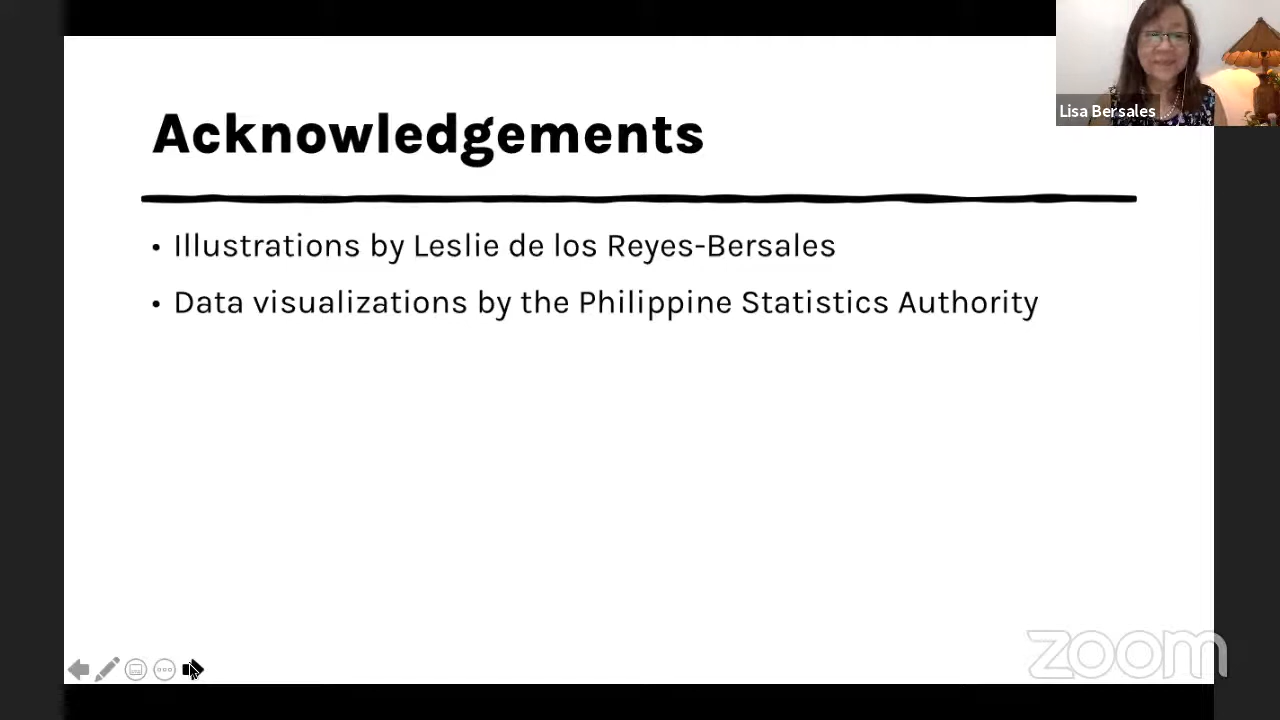 Acknowledgements
• Illustrations by Leslie de los Reyes-Bersales
• Data visualizations by the Philippine Statistics Authority
Lisa Bersales
zoom